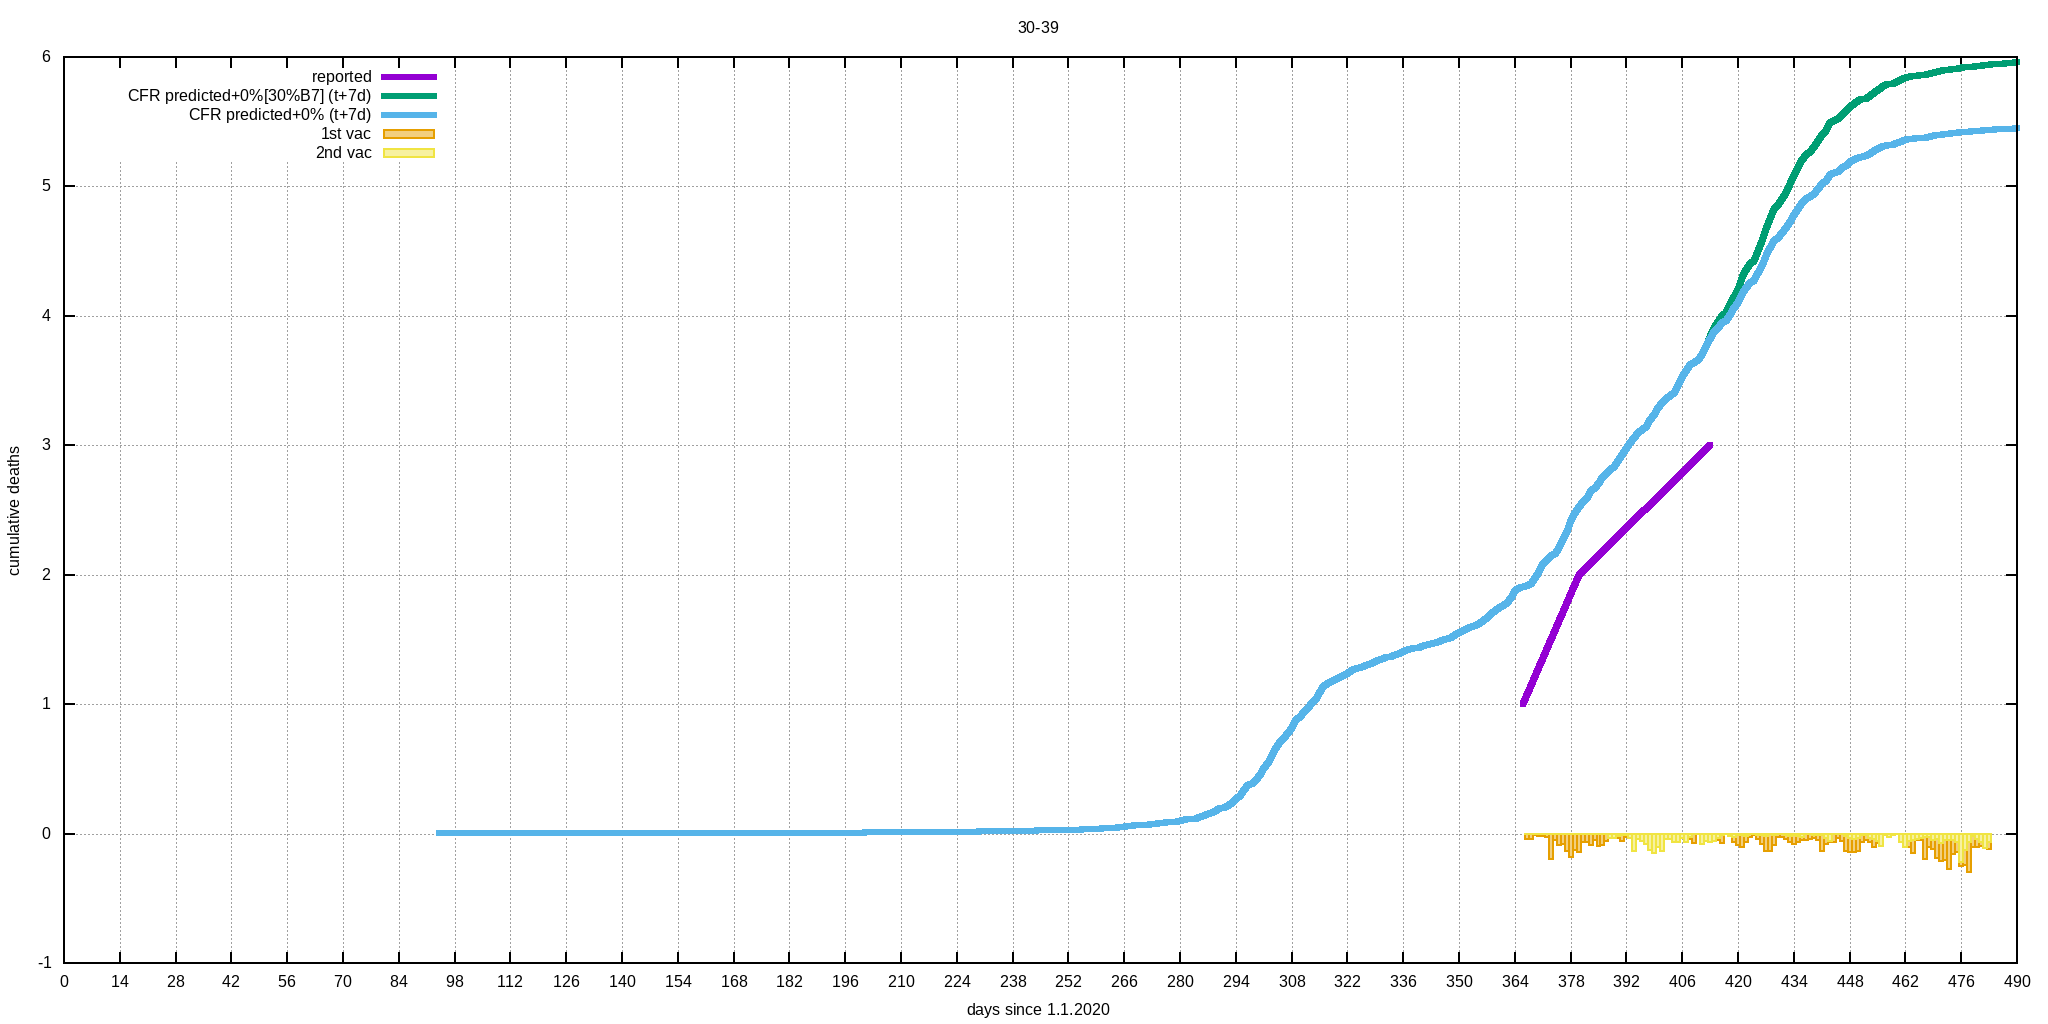 30-39
reported
CFR predicted+0%[30%B7] (t+7d)
CFR predicted+0% (t+7d)
1st vac
2nd vac
6
5
4
3
2
1
0
-1
cumulative deaths
0 14 28 42 56 70 84 98 112 126 140 154 168 182 196 210 224 238 252 266 280 294 308 322 336 350 364 378 392 406 420 434 448 462 476 490
days since 1.1.2020